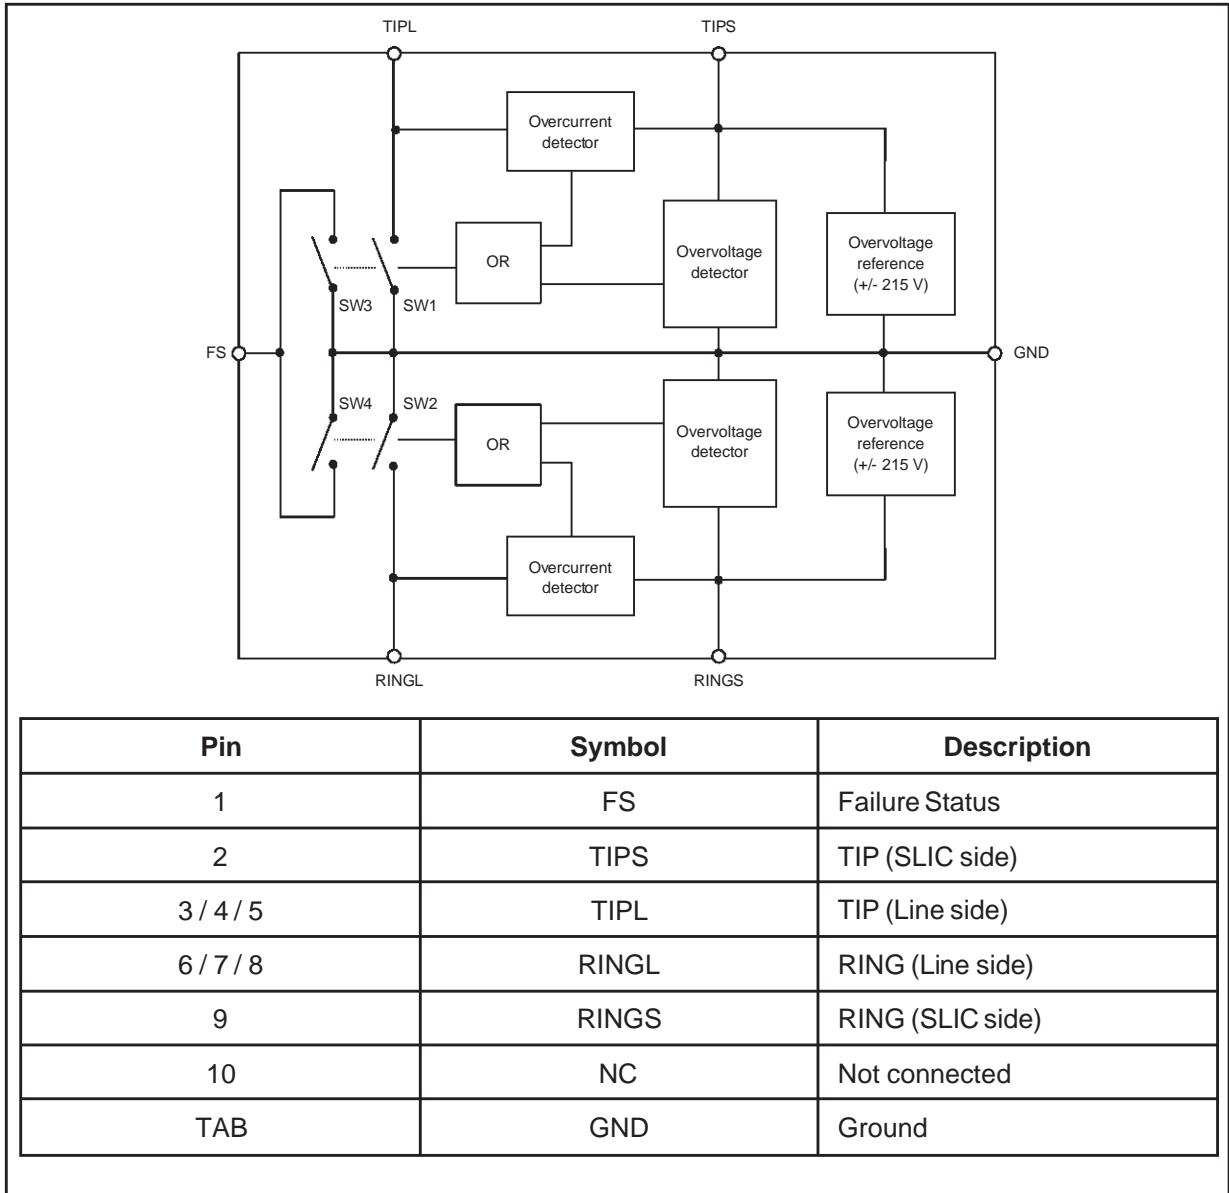 TIPL TIPS
Overcurrent
detector
OR
Overvoltage
detector
Overvoltage
reference
(+/- 215 V)
SW3 SW1
FS GND
SW4 SW2
OR
Overvoltage
detector
Overvoltage
reference
(+/- 215 V)
Overcurrent
detector
RINGL RINGS
Pin Symbol Description
1 FS Failure Status
2 TIPS TIP (SLIC side)
3 / 4 / 5 TIPL TIP (Line side)
6 / 7 / 8 RINGL RING (Line side)
9 RINGS RING (SLIC side)
10 NC Not connected
TAB GND Ground